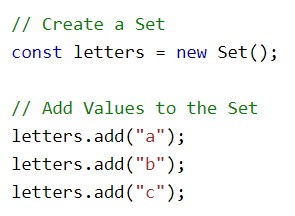 // Create a Set
const letters = new Set();

// Add Values to the Set
letters.add("a");
letters.add("b");
letters.add("c");